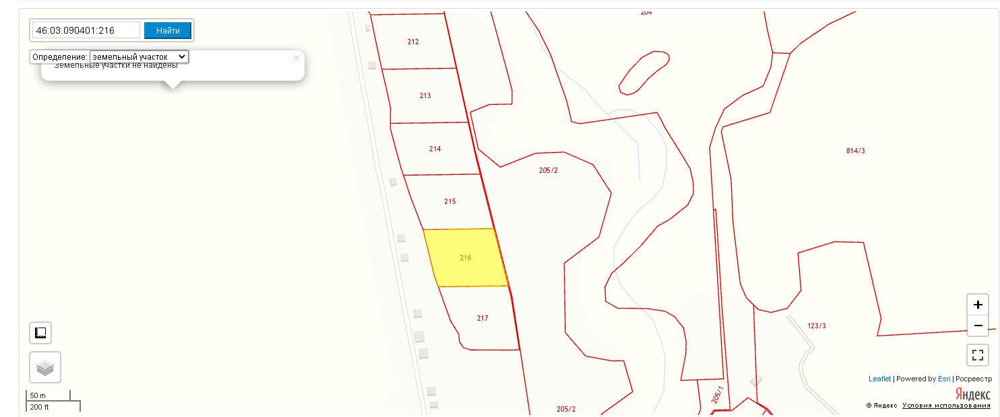 204
46:03:090401:216 Найти
212
Определение: земельный участок
×
Земельные участки не найдены
213
214
814/3
205/2
215
216
+
217
−
123/3
50 m
200 ft
205/1
205/2
Leaflet | Powered by Esri | Росреестр
Яндекс
© Яндекс Условия использования